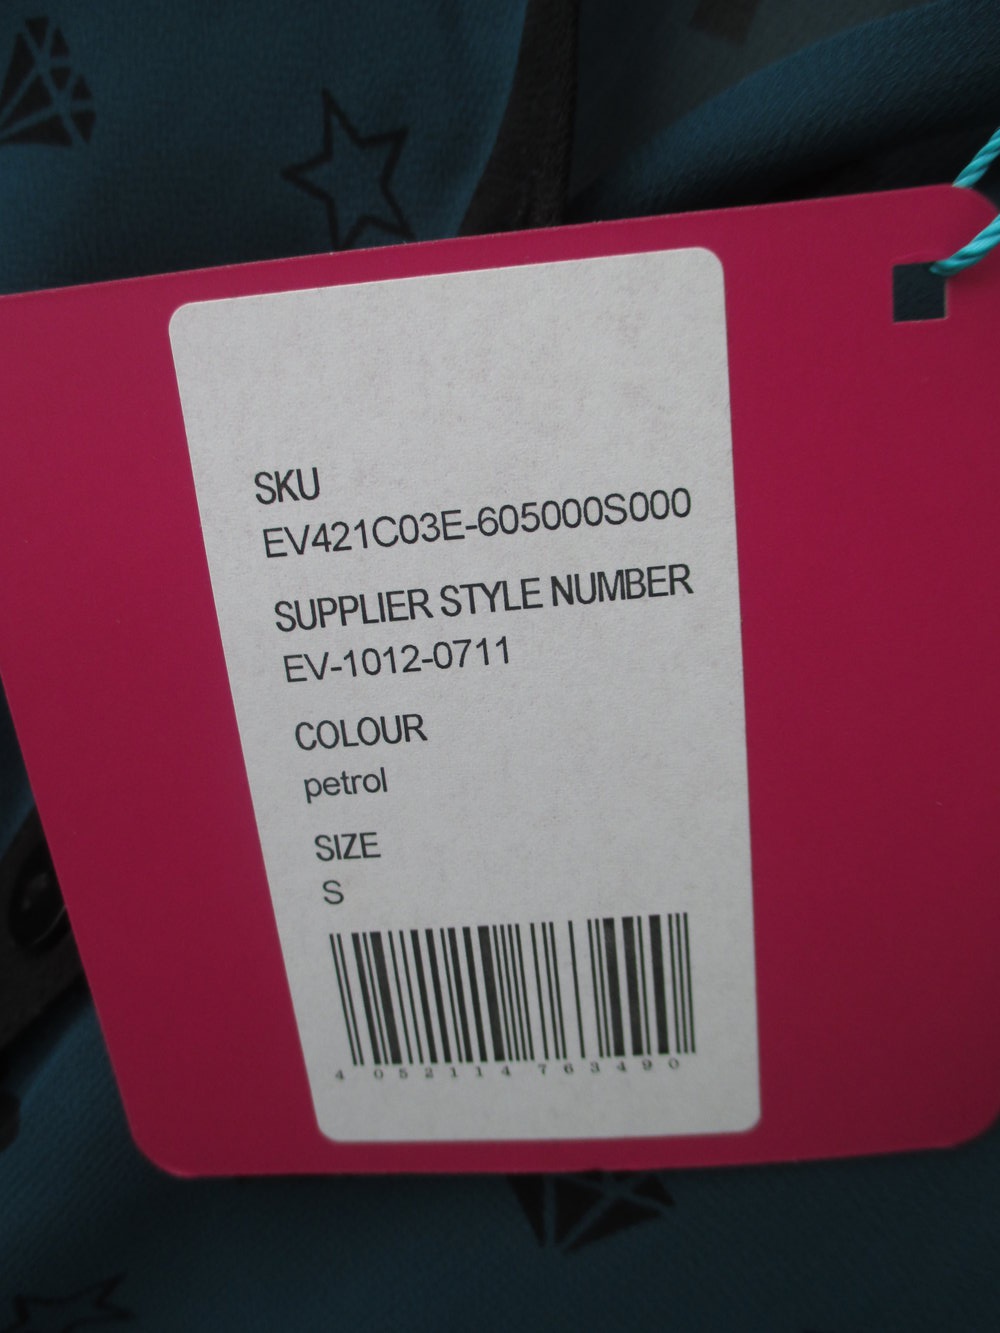 SKU
EV421C03E-605000S000
SUPPLIER STYLE NUMBER
EV-1012-0711
COLOUR
petrol
SIZE
S
4 052114 763490